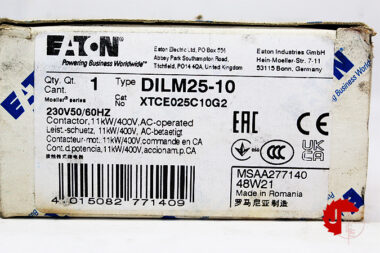 EATON
Powering Business Worldwide™
Eaton Electric Ltd, PO Box 551
Abbey Park Southampton Road,
Titchfield, PO14 4QA, United Kingdom
Eaton Industries GmbH
Hein-Moeller-Str. 7-11
53115 Bonn, Germany
Qty. Qt.
Cant.
1
Type
DILM25-10
Moeller® series
Cat
No
XTCE025C10G2
230V50/60HZ
Contactor, 11kW/400V, AC-operated
Leist.-schuetz, 11kW/400V, AC-betaetigt
Contacteur-mot. 11kW/400V, commande en CA
Cont.d.potencia, 11kW/400V, accionam.p.CA
EAC
CCC
UK
CA
MSAA277140
48W21
Made in Romania
罗马尼亚制造
4 015082 771409